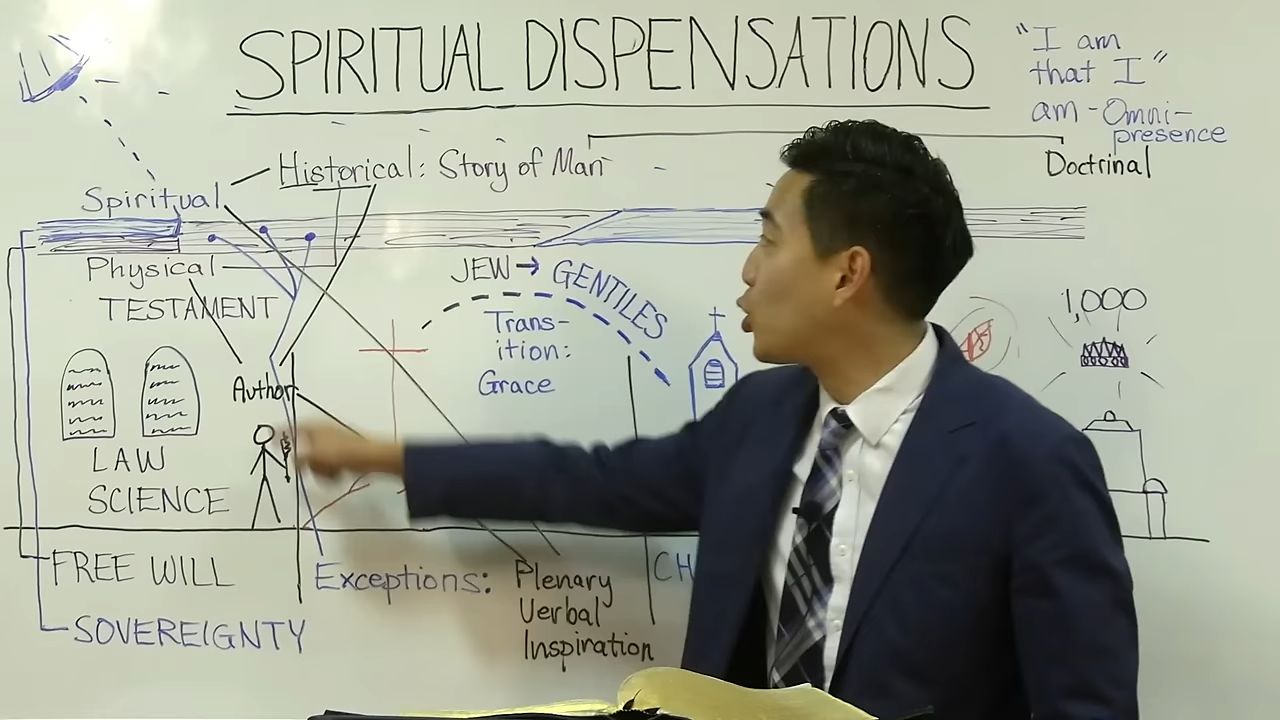 SPIRITUAL DISPENSATIONS
"I am
that I"
am - Omni-
presence
Historical: Story of Man
Doctrinal
Spiritual
Physical
TESTAMENT
JEW → GENTILES
Trans-
ition:
Grace
1,000
Author
LAW
SCIENCE
FREE WILL
SOVEREIGNTY
Exceptions:
Plenary
Verbal
Inspiration
CH